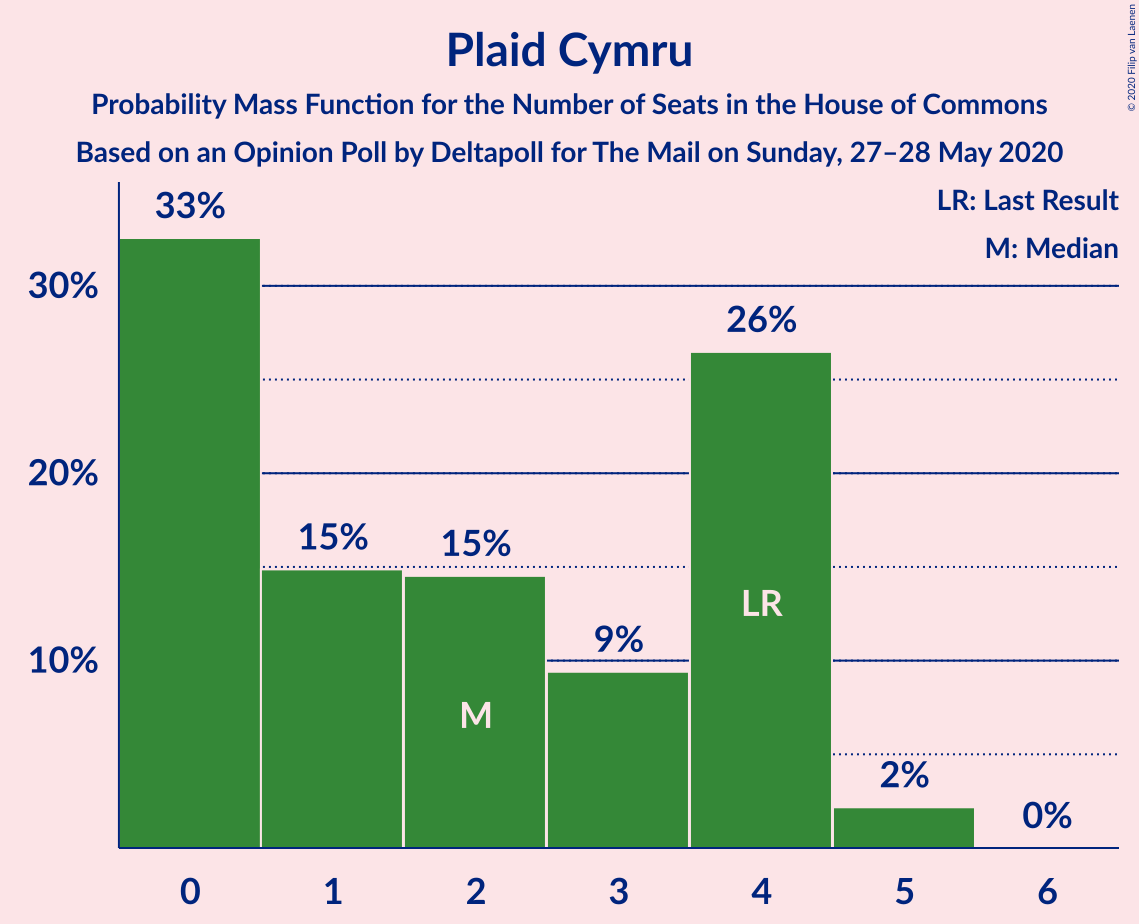 Plaid Cymru
Probability Mass Function for the Number of Seats in the House of Commons
Based on an Opinion Poll by Deltapoll for The Mail on Sunday, 27–28 May 2020
© 2020 Filip van Laenen
LR: Last Result
M: Median
33%
30%
26%
20%
15%
15%
LR
9%
10%
M
2%
0%
0
1
2
3
4
5
6